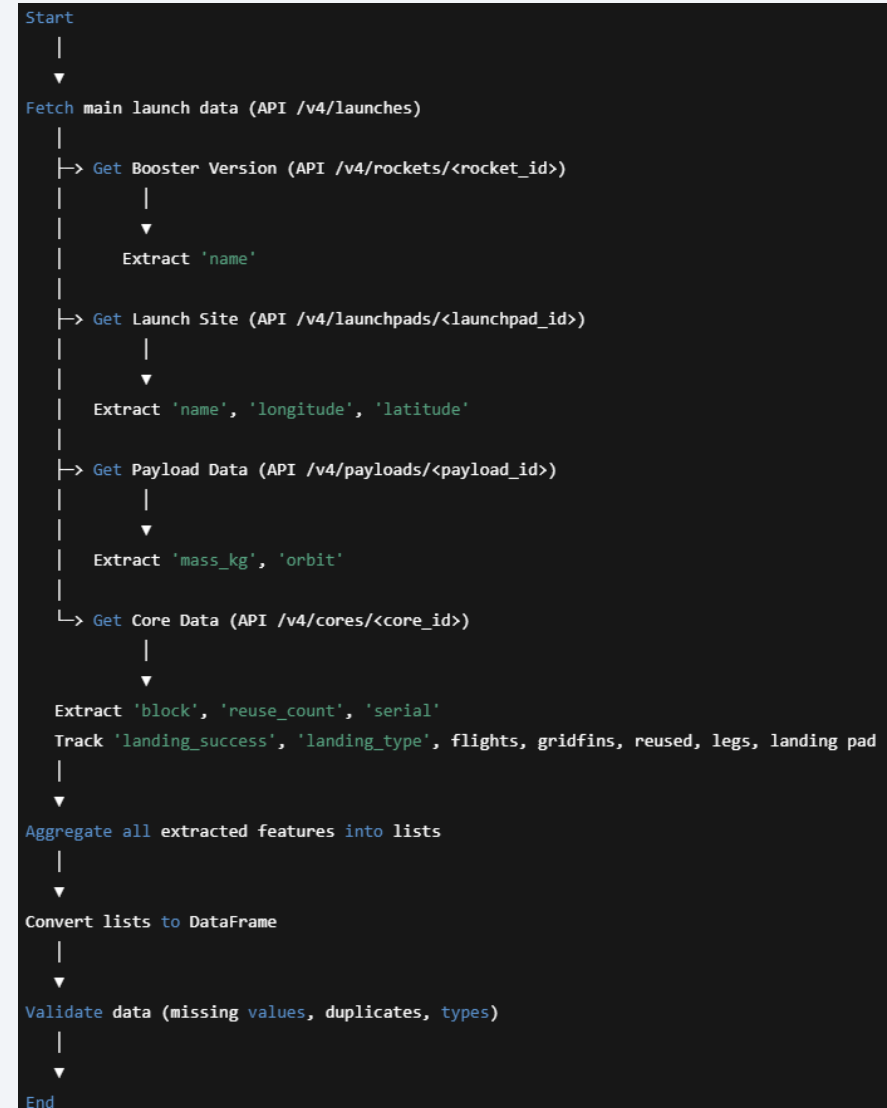 Start
Fetch main launch data (API /v4/launches)
Get Booster Version (API /v4/rockets/<rocket_id>)
Extract 'name'
Get Launch Site (API /v4/launchpads/<launchpad_id>)
Extract 'name', 'longitude', 'latitude'
Get Payload Data (API /v4/payloads/<payload_id>)
Extract 'mass_kg', 'orbit'
Get Core Data (API /v4/cores/<core_id>)
Extract 'block', 'reuse_count', 'serial'
Track 'landing_success', 'landing_type', flights, gridfins, reused, legs, landing pad
Aggregate all extracted features into lists
Convert lists to DataFrame
Validate data (missing values, duplicates, types)
End